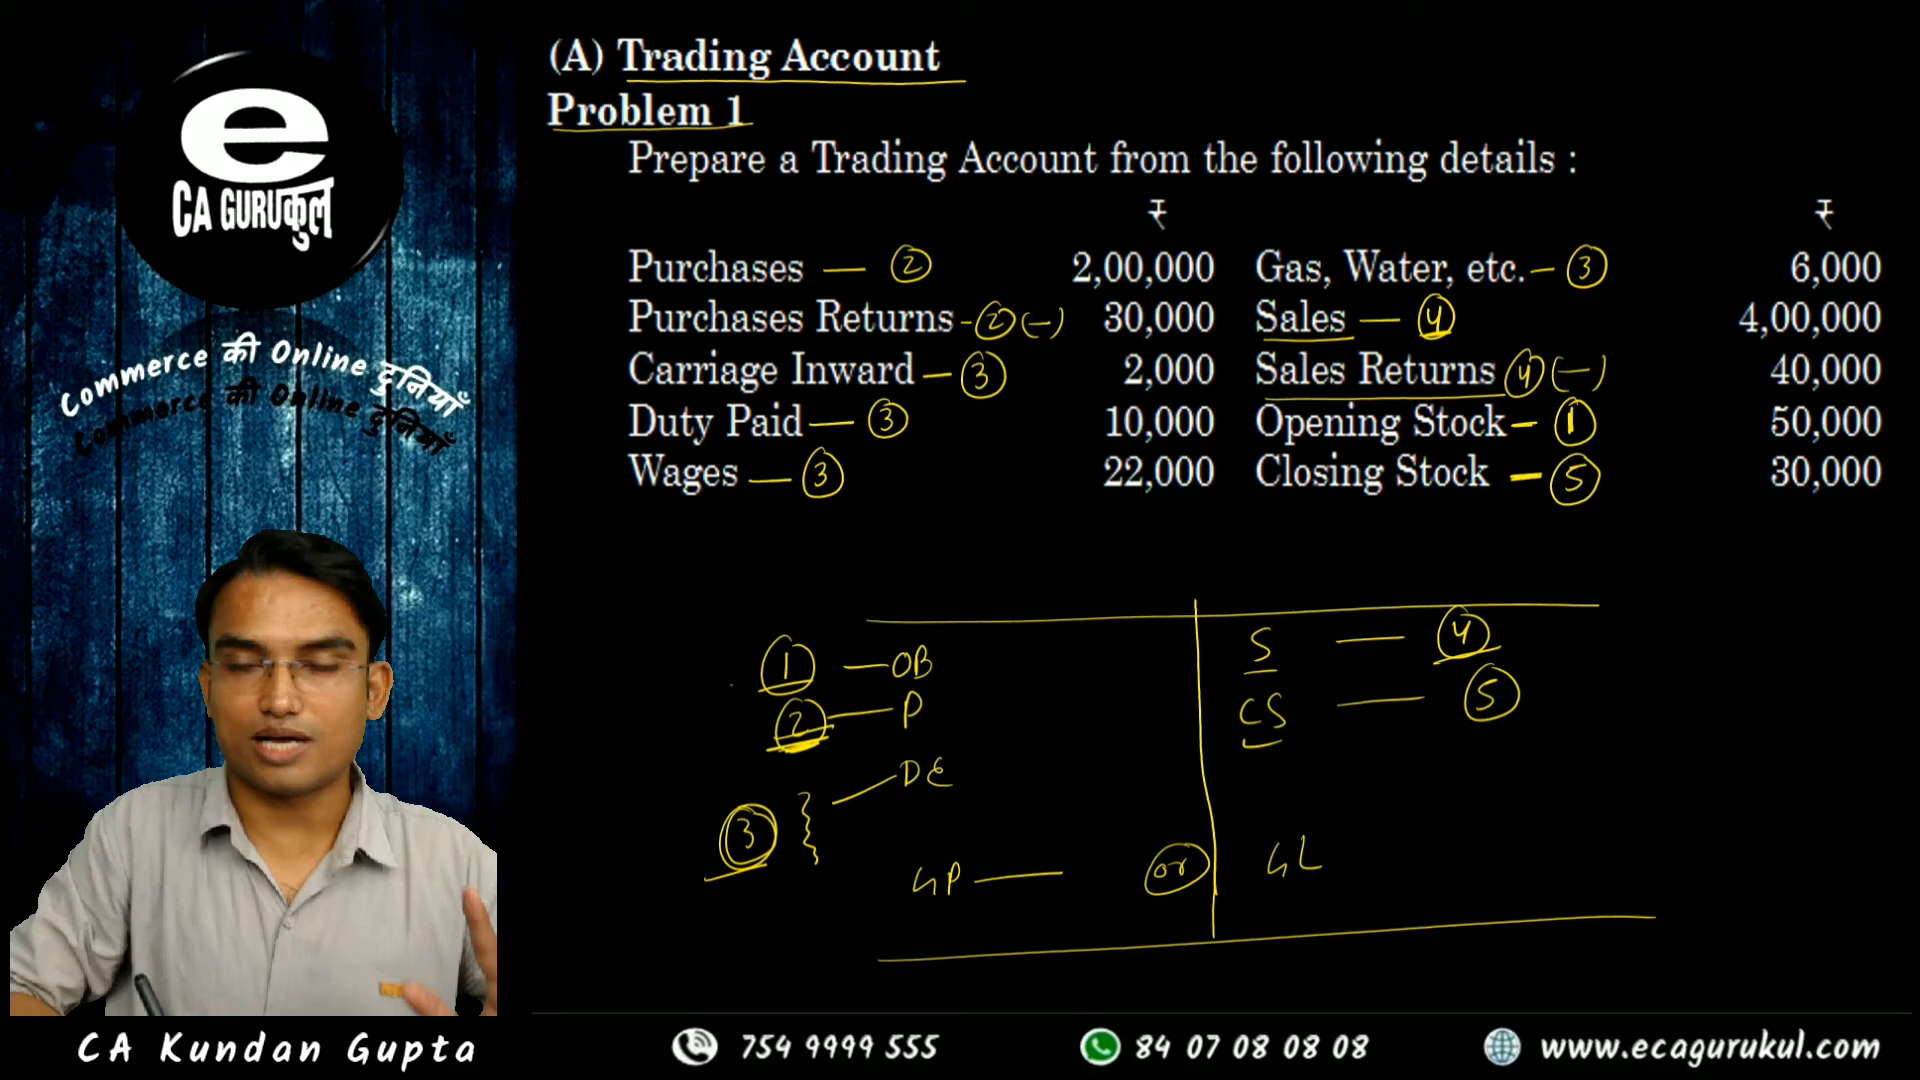 e
CA GURUकुल
Commerce की Online दुनियाँ
Commerce की Online दुनियाँ
(A) Trading Account
Problem 1
Prepare a Trading Account from the following details :
₹ ₹
Purchases — 2 2,00,000 Gas, Water, etc. – 3 6,000
Purchases Returns - 2 (–) 30,000 Sales — 4 4,00,000
Carriage Inward – 3 2,000 Sales Returns 4 (–) 40,000
Duty Paid — 3 10,000 Opening Stock – 1 50,000
Wages — 3 22,000 Closing Stock – 5 30,000
1 — OB S — 4
2 — P CS — 5
3 } — DE
GP — or GL
CA Kundan Gupta 754 9999 555 84 07 08 08 08 www.ecagurukul.com